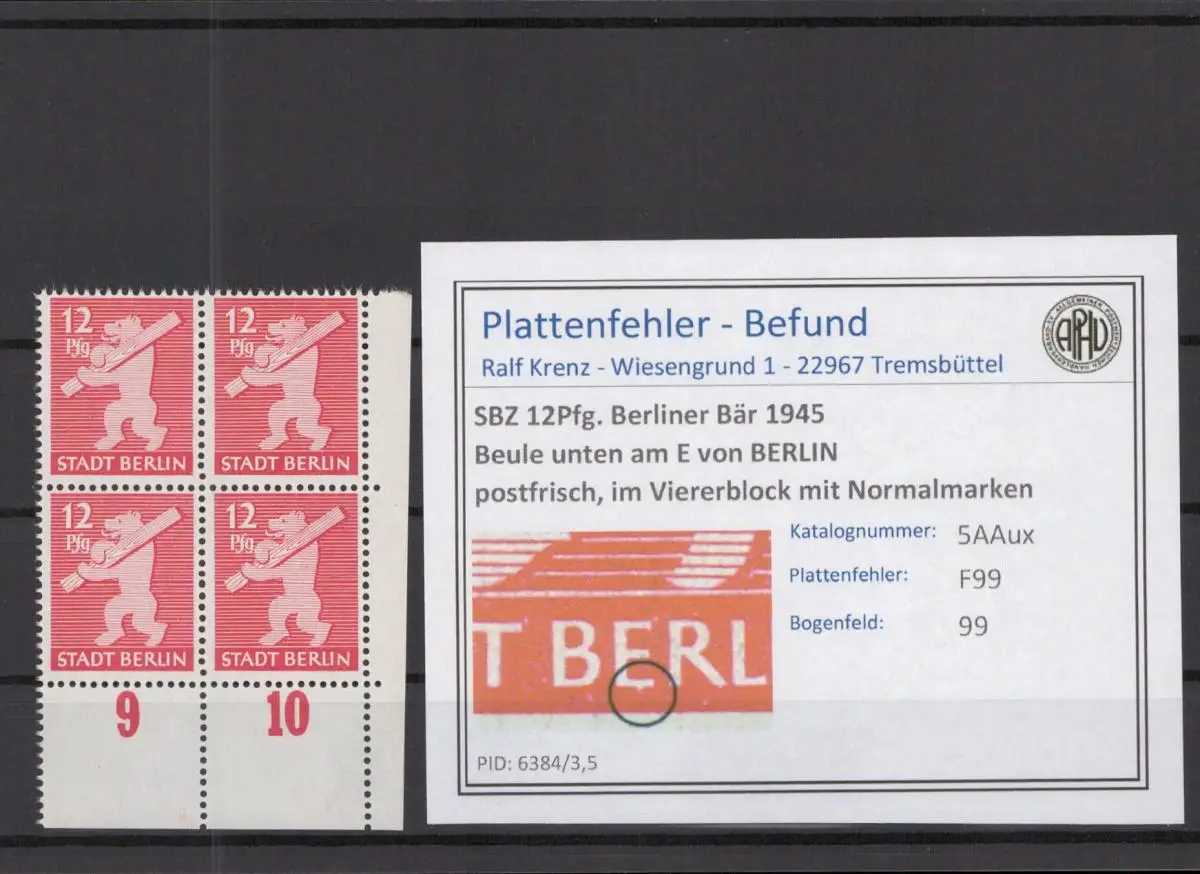 12
Pfg
STADT BERLIN
12
Pfg
STADT BERLIN
12
Pfg
STADT BERLIN
12
Pfg
STADT BERLIN
9
10
Plattenfehler - Befund
Ralf Krenz - Wiesengrund 1 - 22967 Tremsbüttel
APHV
SBZ 12Pfg. Berliner Bär 1945
Beule unten am E von BERLIN
postfrisch, im Viererblock mit Normalmarken
T BERL
Katalognummer: 5AAux
Plattenfehler: F99
Bogenfeld: 99
PID: 6384/3,5